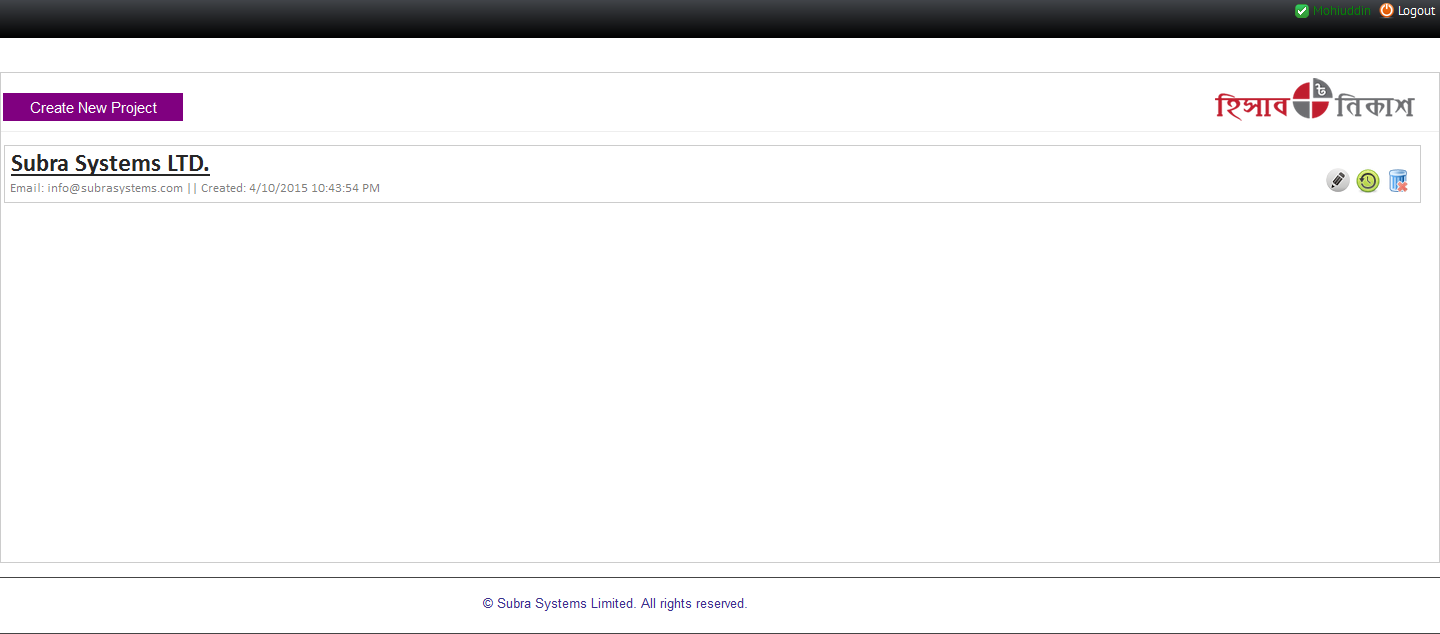 Mohiuddin Logout
Create New Project
হিসাব ৳ নিকাশ
Subra Systems LTD.
Email: info@subrasystems.com || Created: 4/10/2015 10:43:54 PM
© Subra Systems Limited. All rights reserved.